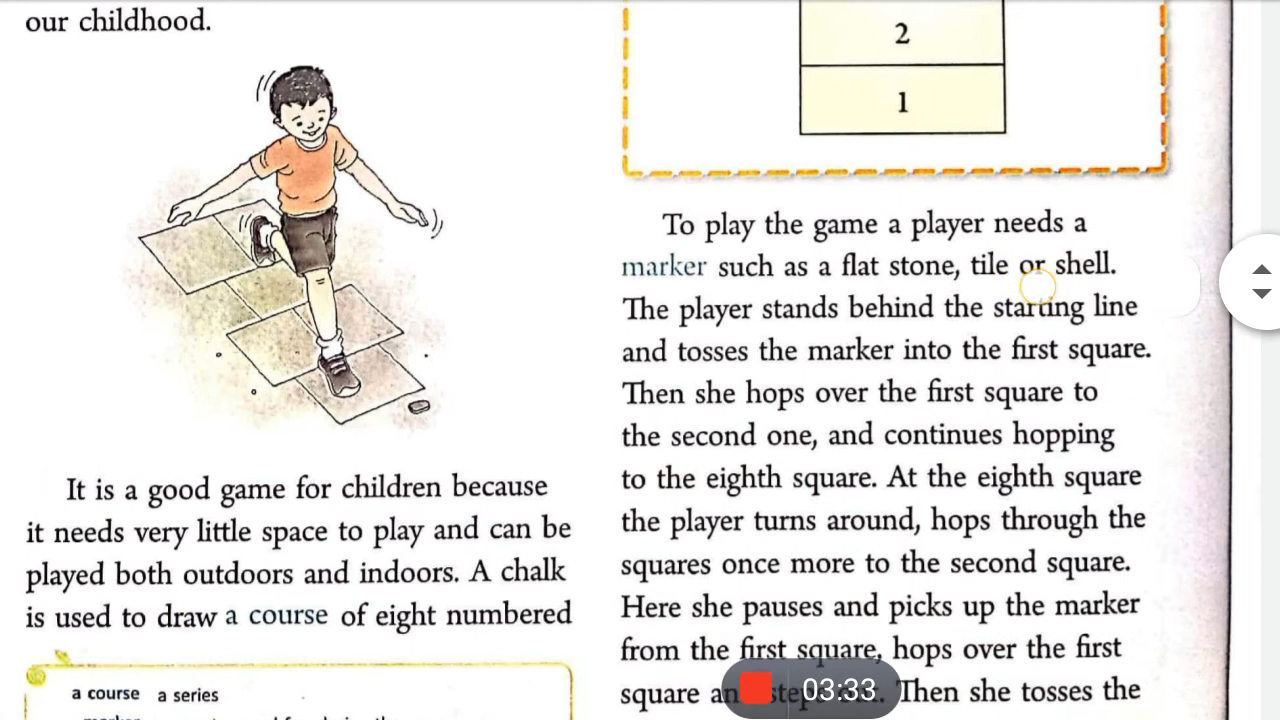 our childhood.
It is a good game for children because
it needs very little space to play and can be
played both outdoors and indoors. A chalk
is used to draw a course of eight numbered
a course a series
2
1
To play the game a player needs a
marker such as a flat stone, tile or shell.
The player stands behind the starting line
and tosses the marker into the first square.
Then she hops over the first square to
the second one, and continues hopping
to the eighth square. At the eighth square
the player turns around, hops through the
squares once more to the second square.
Here she pauses and picks up the marker
from the first square, hops over the first
square and steps out. Then she tosses the
03:33